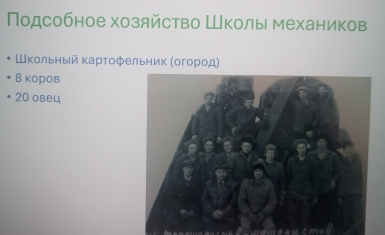 Подсобное хозяйство Школы механиков
• Школьный картофельник (огород)
• 8 коров
• 20 овец